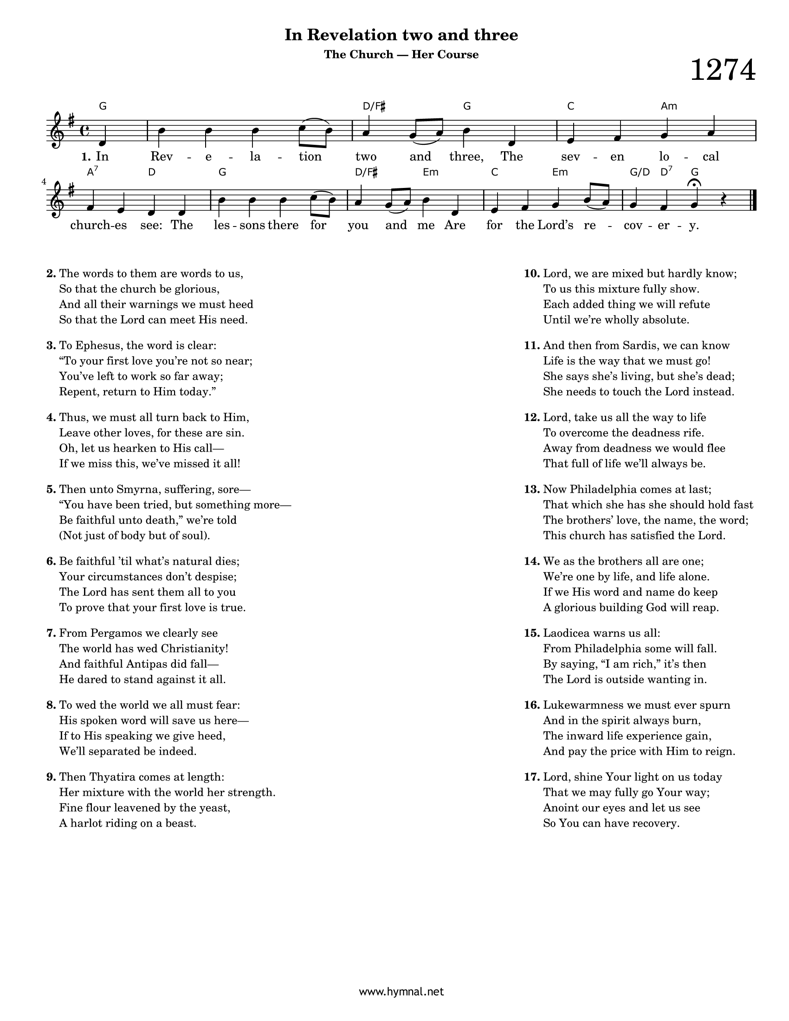 In Revelation two and three
The Church — Her Course
1274
G D/F♯ G C Am
1. In Rev - e - la - tion two and three, The sev - en lo - cal
4
A7 D G D/F♯ Em C Em G/D D7 G
church-es see: The les - sons there for you and me Are for the Lord's re - cov - er - y.
2. The words to them are words to us,
So that the church be glorious,
And all their warnings we must heed
So that the Lord can meet His need.
3. To Ephesus, the word is clear:
“To your first love you're not so near;
You've left to work so far away;
Repent, return to Him today.”
4. Thus, we must all turn back to Him,
Leave other loves, for these are sin.
Oh, let us hearken to His call—
If we miss this, we've missed it all!
5. Then unto Smyrna, suffering, sore—
“You have been tried, but something more—
Be faithful unto death,” we're told
(Not just of body but of soul).
6. Be faithful 'til what's natural dies;
Your circumstances don't despise;
The Lord has sent them all to you
To prove that your first love is true.
7. From Pergamos we clearly see
The world has wed Christianity!
And faithful Antipas did fall—
He dared to stand against it all.
8. To wed the world we all must fear:
His spoken word will save us here—
If to His speaking we give heed,
We'll separated be indeed.
9. Then Thyatira comes at length:
Her mixture with the world her strength.
Fine flour leavened by the yeast,
A harlot riding on a beast.
10. Lord, we are mixed but hardly know;
To us this mixture fully show.
Each added thing we will refute
Until we're wholly absolute.
11. And then from Sardis, we can know
Life is the way that we must go!
She says she's living, but she's dead;
She needs to touch the Lord instead.
12. Lord, take us all the way to life
To overcome the deadness rife.
Away from deadness we would flee
That full of life we'll always be.
13. Now Philadelphia comes at last;
That which she has she should hold fast
The brothers' love, the name, the word;
This church has satisfied the Lord.
14. We as the brothers all are one;
We're one by life, and life alone.
If we His word and name do keep
A glorious building God will reap.
15. Laodicea warns us all:
From Philadelphia some will fall.
By saying, “I am rich,” it's then
The Lord is outside wanting in.
16. Lukewarmness we must ever spurn
And in the spirit always burn,
The inward life experience gain,
And pay the price with Him to reign.
17. Lord, shine Your light on us today
That we may fully go Your way;
Anoint our eyes and let us see
So You can have recovery.
www.hymnal.net